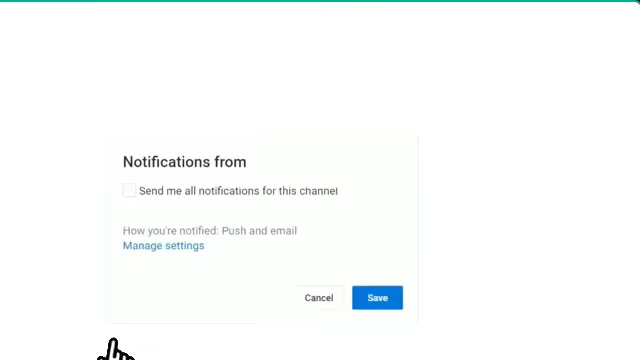 Notifications from
Send me all notifications for this channel
How you're notified: Push and email
Manage settings
Cancel
Save